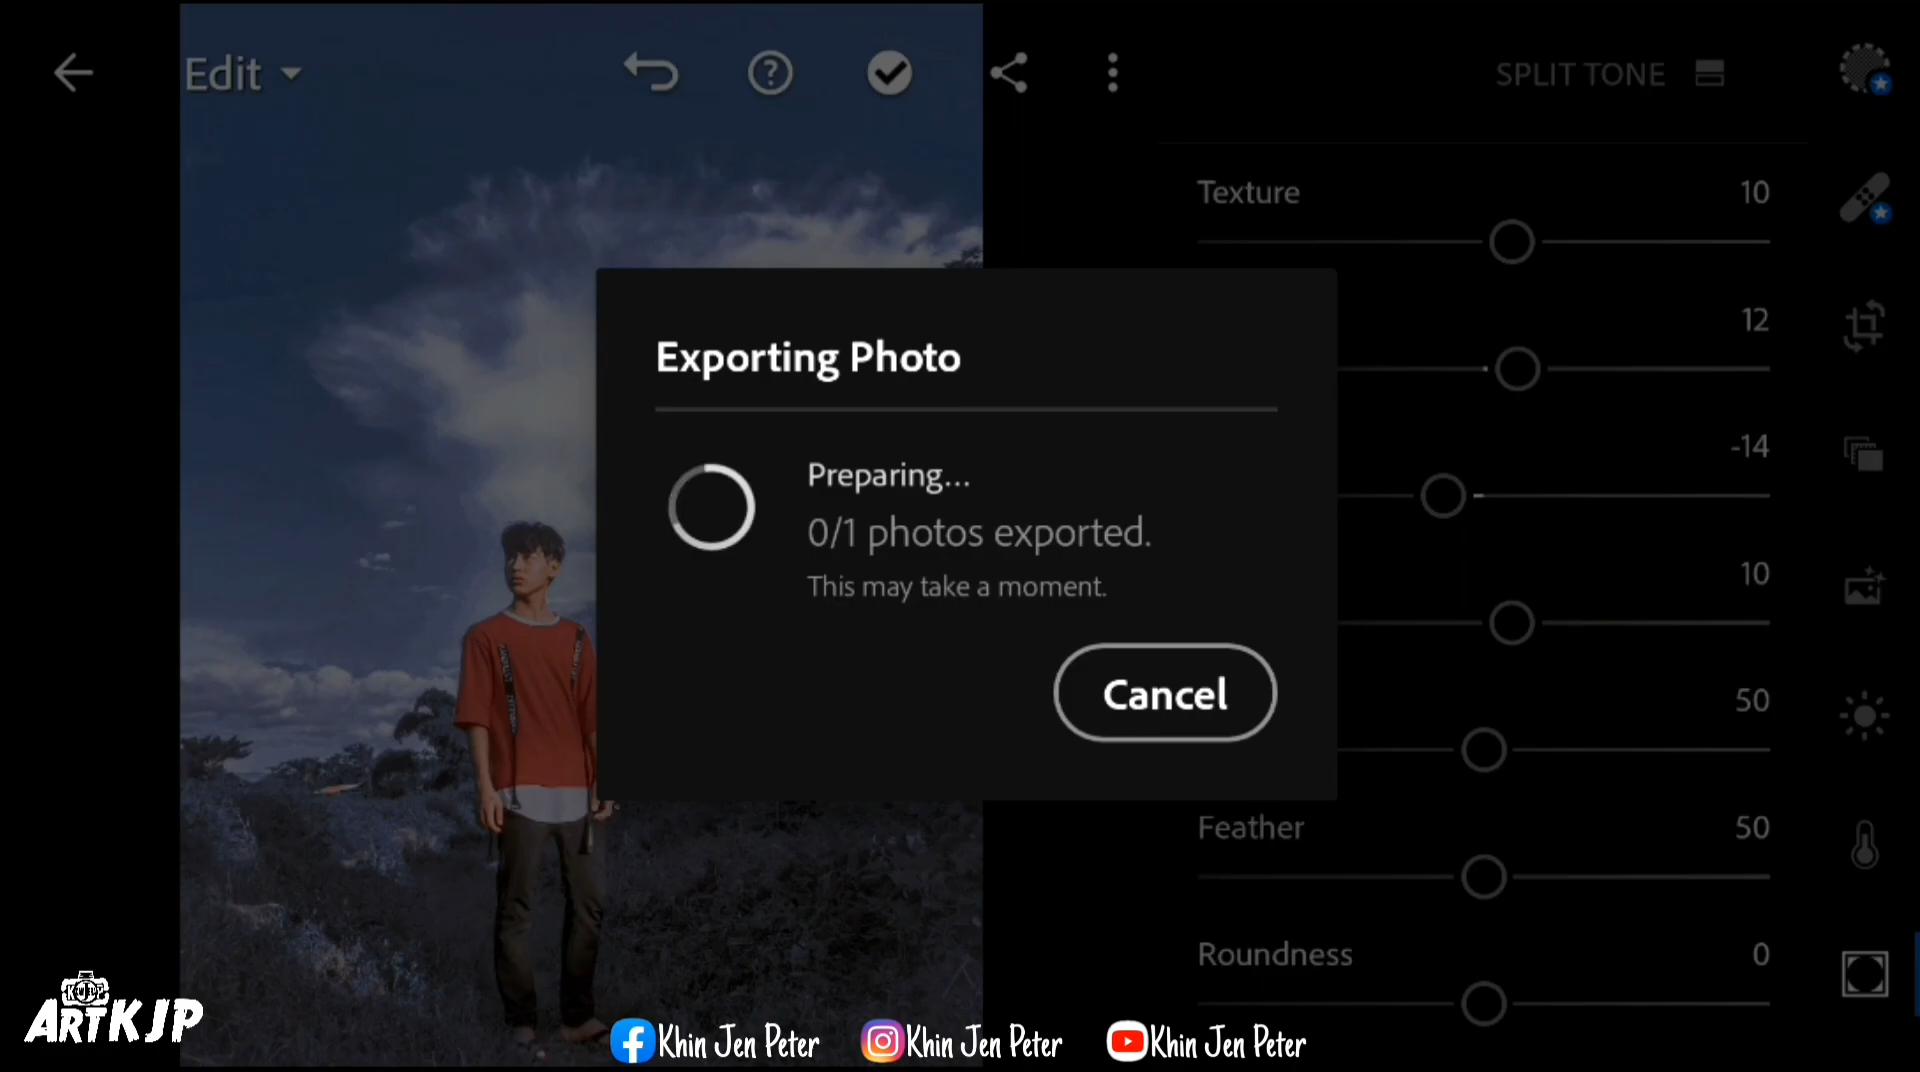 Edit
SPLIT TONE
Texture 10
12
-14
10
50
Feather 50
Roundness 0
Exporting Photo
Preparing...
0/1 photos exported.
This may take a moment.
Cancel
ARTKJP
Khin Jen Peter
Khin Jen Peter
Khin Jen Peter